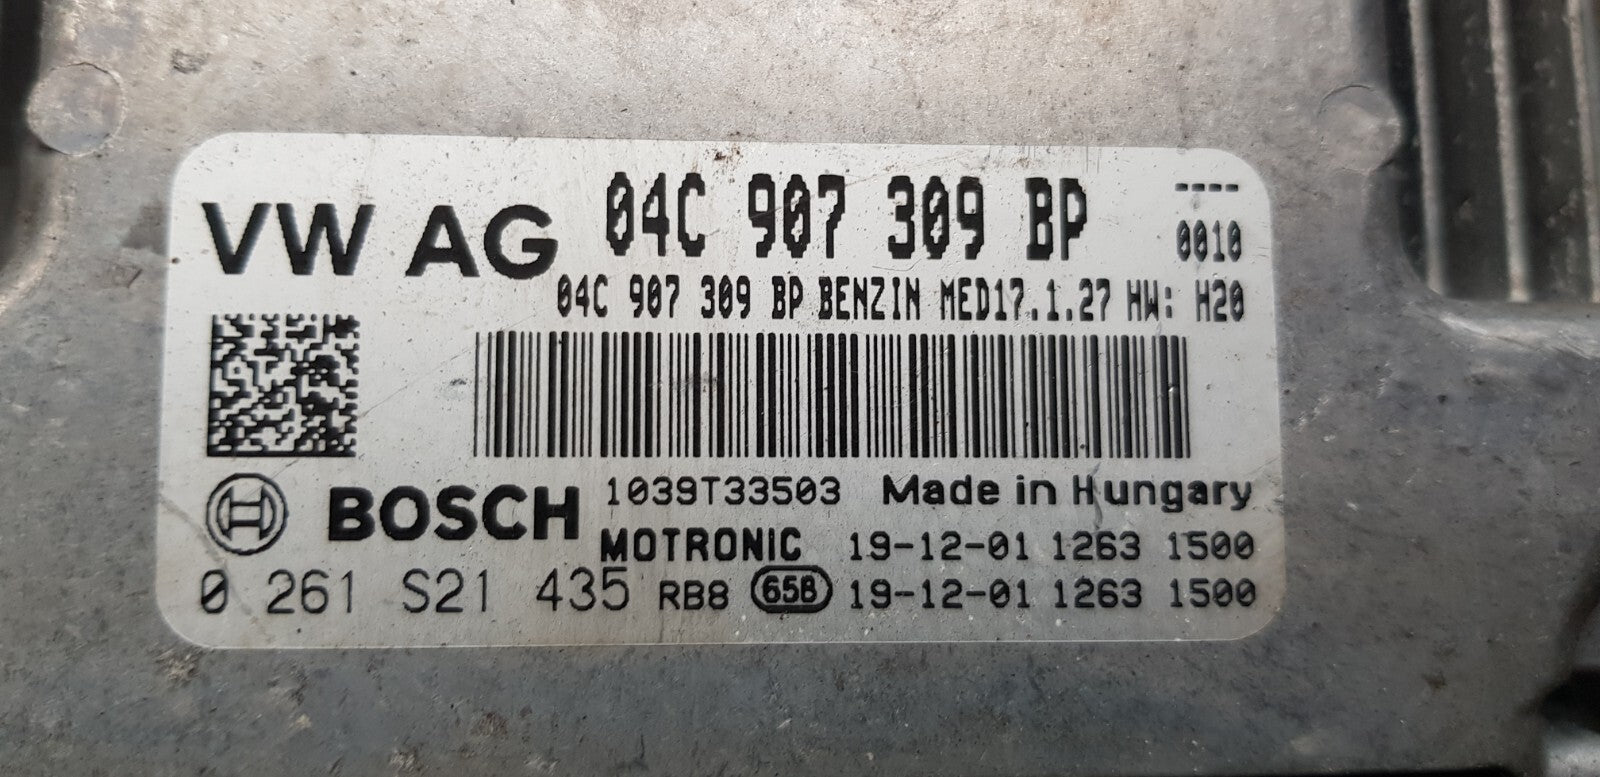 VW AG 04C 907 309 BP ----
0010
04C 907 309 BP BENZIN MED17.1.27 HW: H20
BOSCH 1039T33503 Made in Hungary
MOTRONIC 19-12-01 1263 1500
0 261 S21 435 RB8 65B 19-12-01 1263 1500